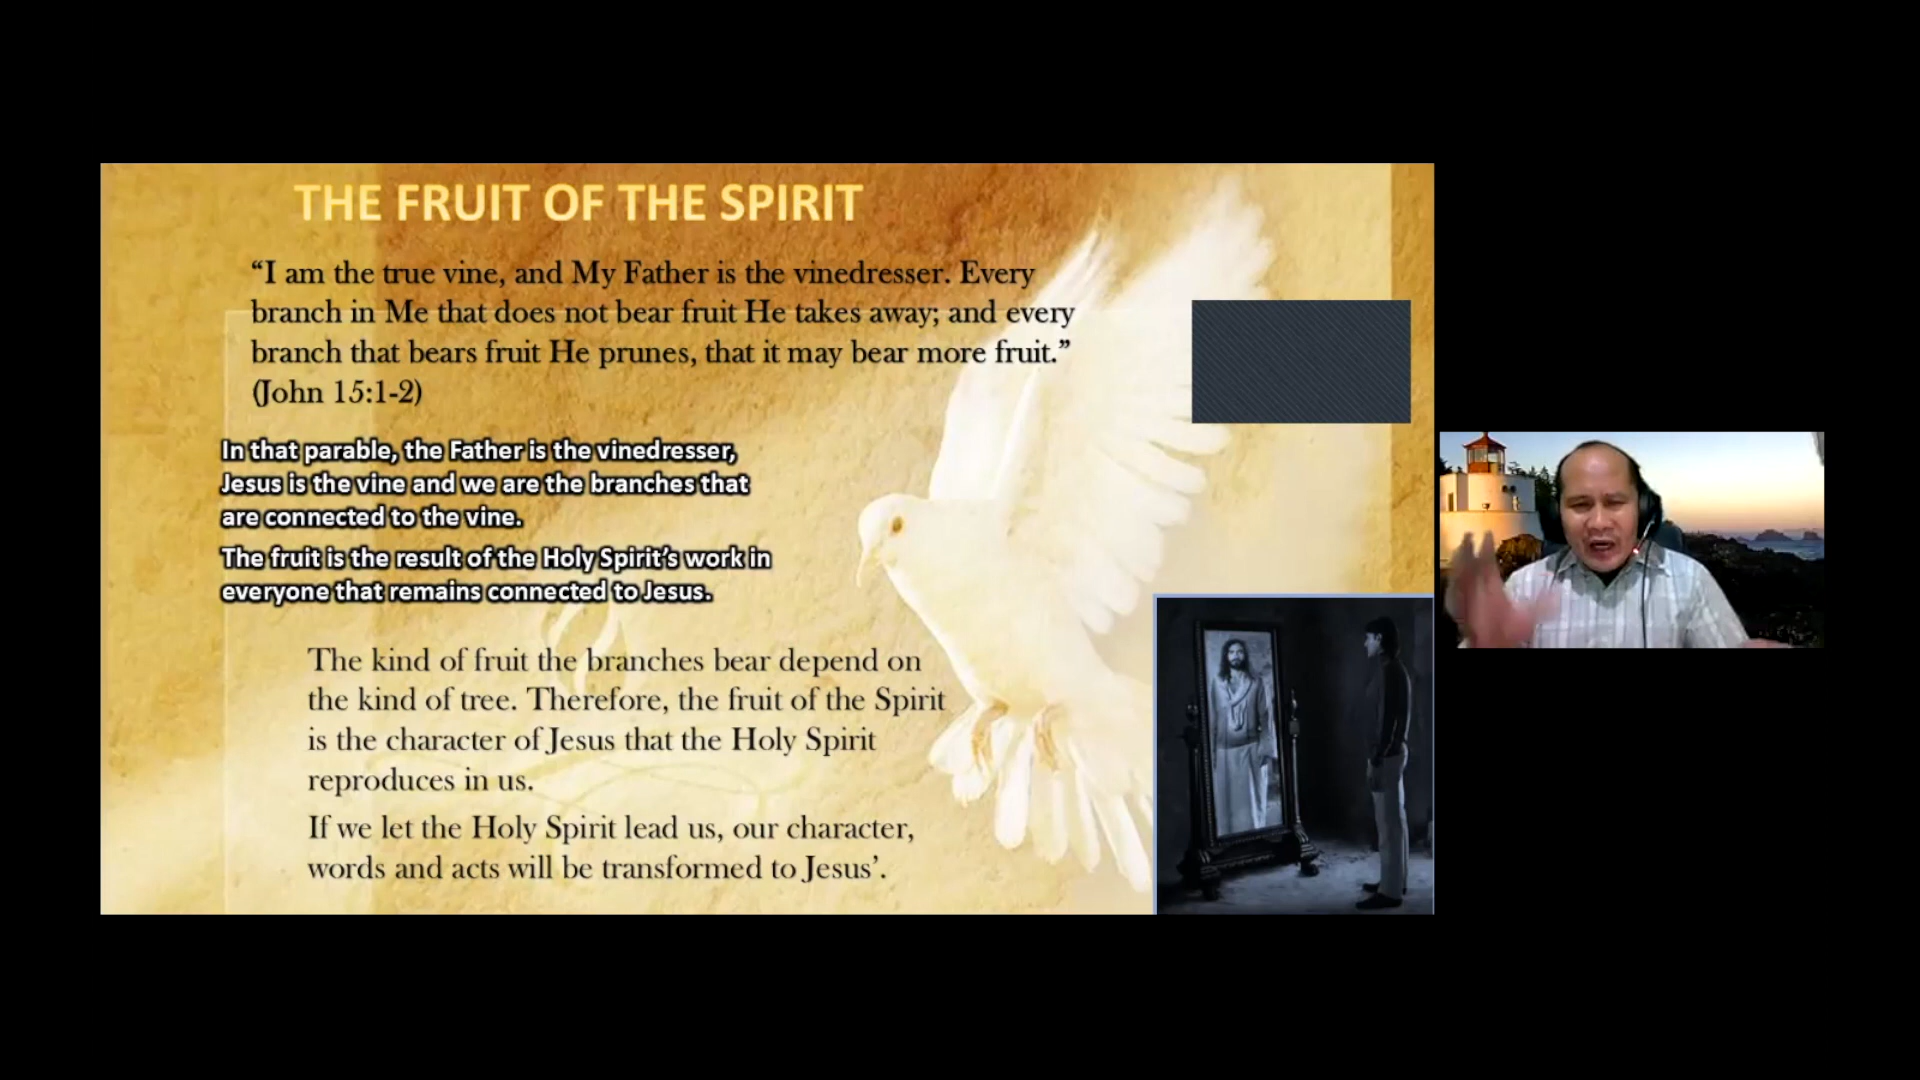 THE FRUIT OF THE SPIRIT
“I am the true vine, and My Father is the vinedresser. Every
branch in Me that does not bear fruit He takes away; and every
branch that bears fruit He prunes, that it may bear more fruit.”
(John 15:1-2)
In that parable, the Father is the vinedresser,
Jesus is the vine and we are the branches that
are connected to the vine.
The fruit is the result of the Holy Spirit’s work in
everyone that remains connected to Jesus.
The kind of fruit the branches bear depend on
the kind of tree. Therefore, the fruit of the Spirit
is the character of Jesus that the Holy Spirit
reproduces in us.
If we let the Holy Spirit lead us, our character,
words and acts will be transformed to Jesus’.